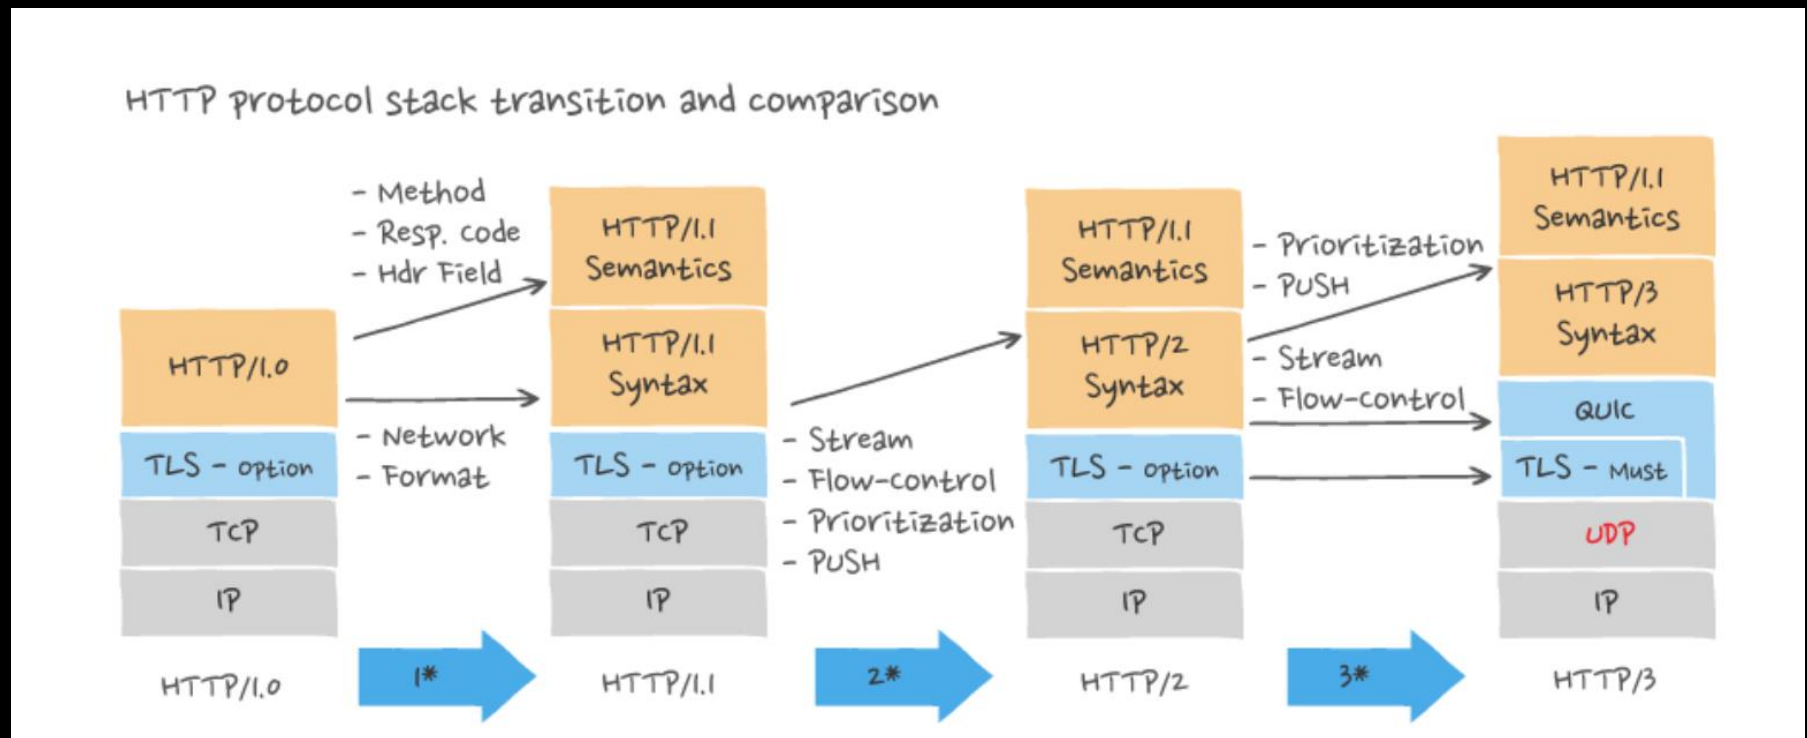 HTTP protocol stack transition and comparison
- Method
- Resp. code
- Hdr Field
- Network
- Format
HTTP/1.0
TLS - option
TCP
IP
HTTP/1.0
1*
HTTP/1.1
Semantics
HTTP/1.1
Syntax
TLS - option
TCP
IP
HTTP/1.1
- Stream
- Flow-control
- Prioritization
- PUSH
2*
HTTP/1.1
Semantics
HTTP/2
Syntax
TLS - option
TCP
IP
HTTP/2
- Prioritization
- PUSH
- Stream
- Flow-control
3*
HTTP/1.1
Semantics
HTTP/3
Syntax
QUIC
TLS - Must
UDP
IP
HTTP/3